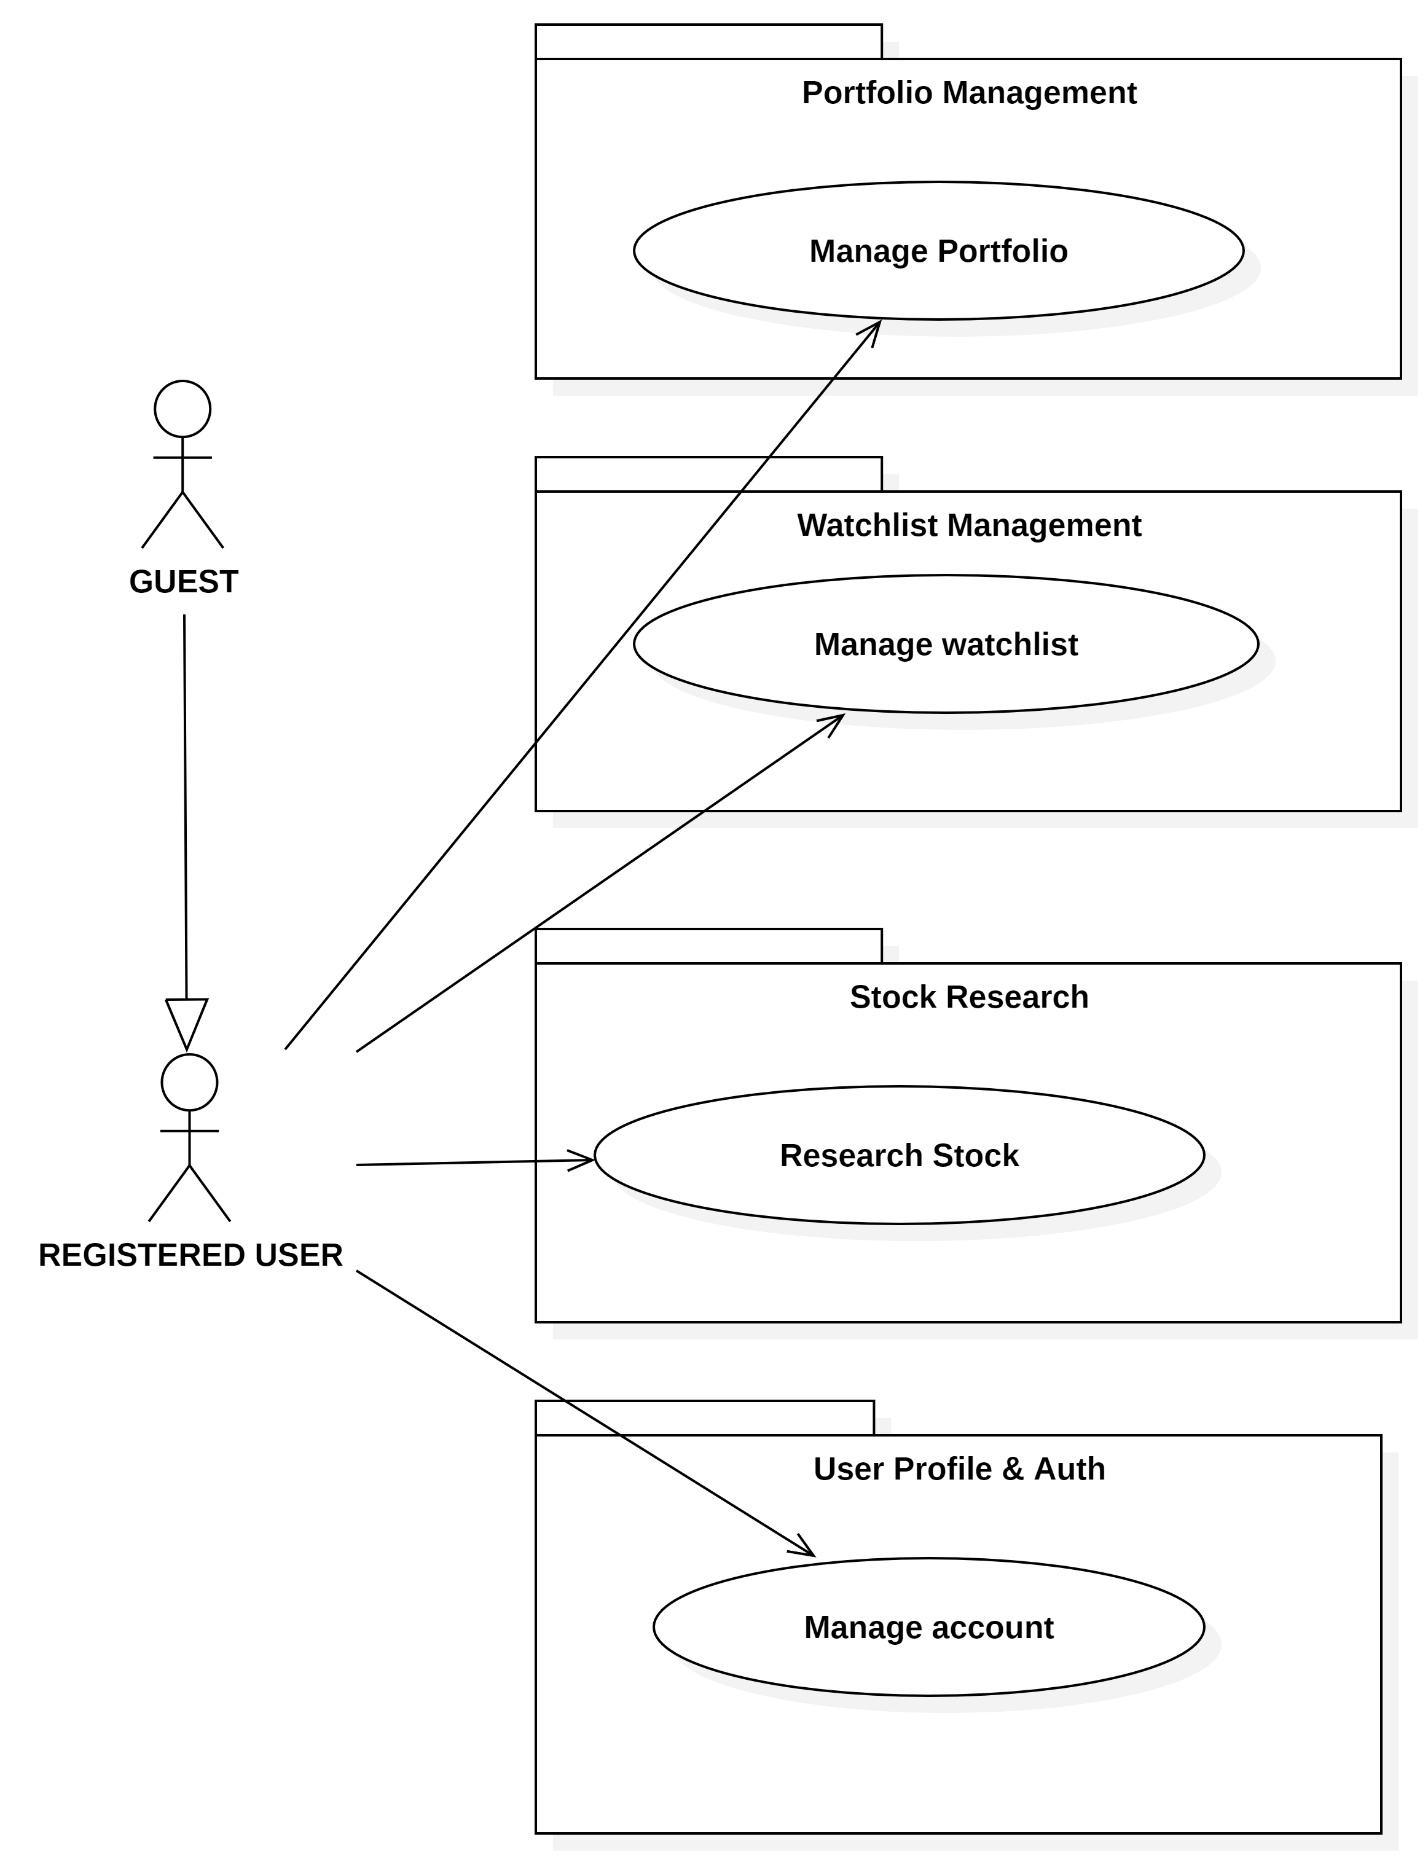 Portfolio Management
Manage Portfolio
GUEST
Watchlist Management
Manage watchlist
Stock Research
Research Stock
REGISTERED USER
User Profile & Auth
Manage account